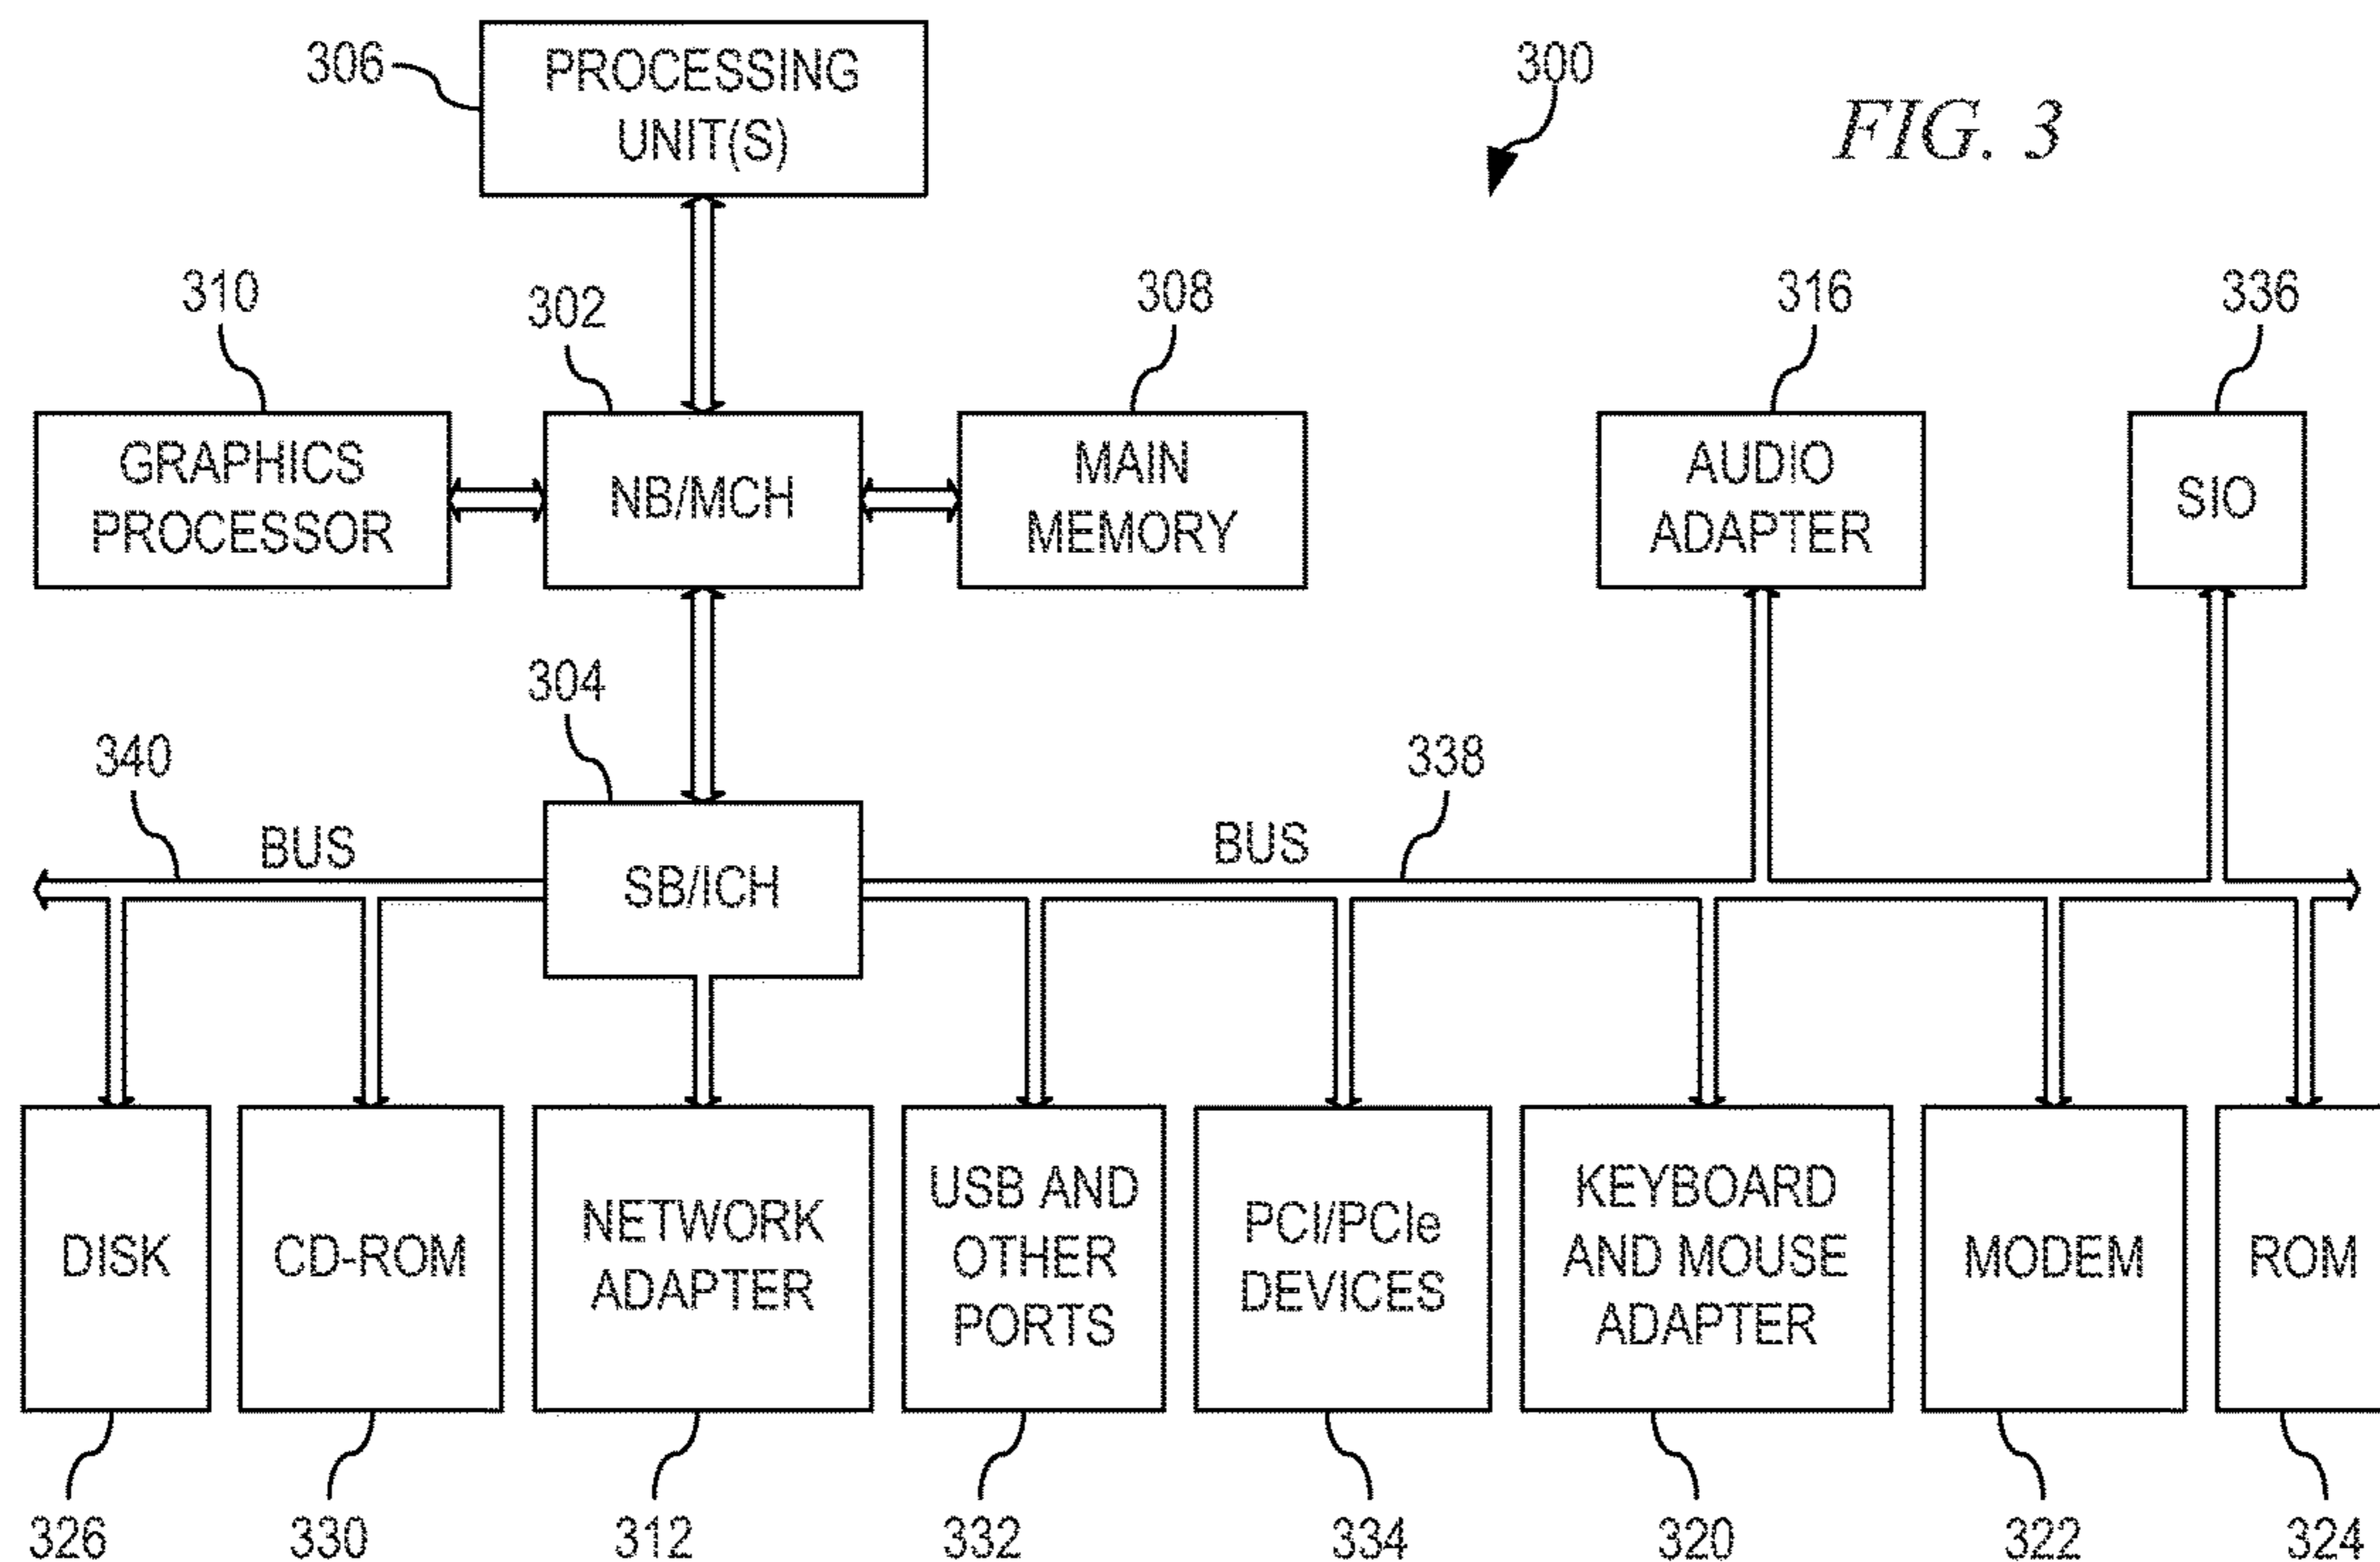 306
PROCESSING
UNIT(S)
300
FIG. 3
310
302
308
316
336
GRAPHICS
PROCESSOR
NB/MCH
MAIN
MEMORY
AUDIO
ADAPTER
SIO
304
340
338
BUS
BUS
SB/ICH
DISK
CD-ROM
NETWORK
ADAPTER
USB AND
OTHER
PORTS
PCI/PCIe
DEVICES
KEYBOARD
AND MOUSE
ADAPTER
MODEM
ROM
326
330
312
332
334
320
322
324